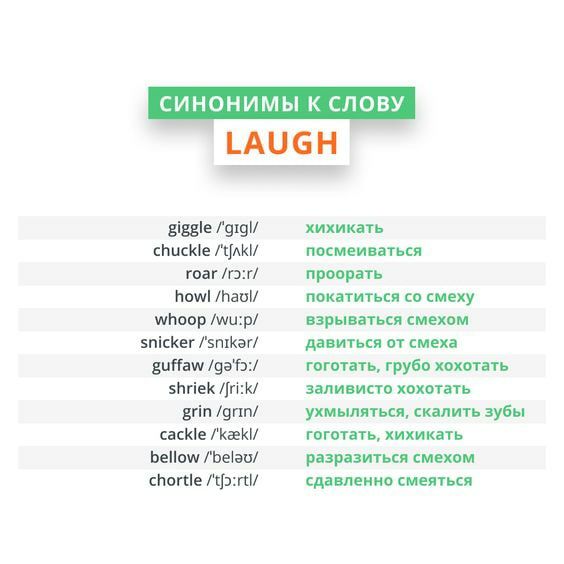 СИНОНИМЫ К СЛОВУ
LAUGH
giggle /ˈɡɪɡl/ хихикать
chuckle /ˈtʃʌkl/ посмеиваться
roar /rɔːr/ проорать
howl /haʊl/ покатиться со смеху
whoop /wuːp/ взрываться смехом
snicker /ˈsnɪkər/ давиться от смеха
guffaw /ɡəˈfɔː/ гоготать, грубо хохотать
shriek /ʃriːk/ заливисто хохотать
grin /ɡrɪn/ ухмыляться, скалить зубы
cackle /ˈkækl/ гоготать, хихикать
bellow /ˈbeləʊ/ разразиться смехом
chortle /ˈtʃɔːrtl/ сдавленно смеяться